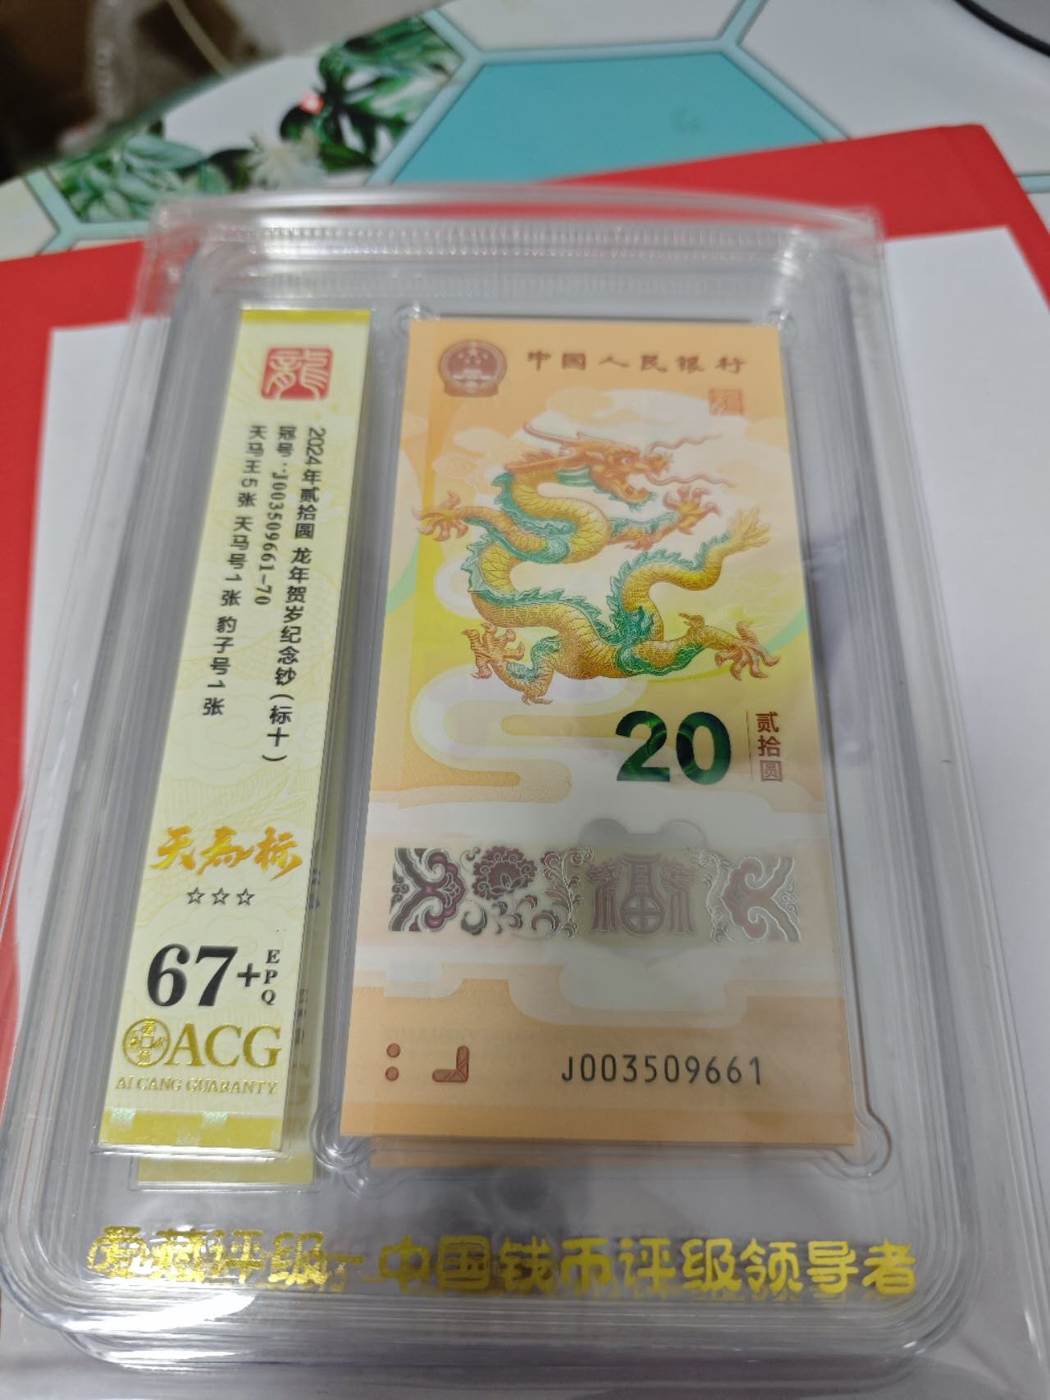 龍
2024年贰拾圆 龙年贺岁纪念钞(标十)
冠号:J003509661-70
天马王5张 天马号1张 豹子号1张
天马标
☆☆☆
67+EPQ
ACG
AI CANG GUARANTY
中国人民银行
20
贰拾圆
福
J003509661
爱藏评级-中国钱币评级领导者